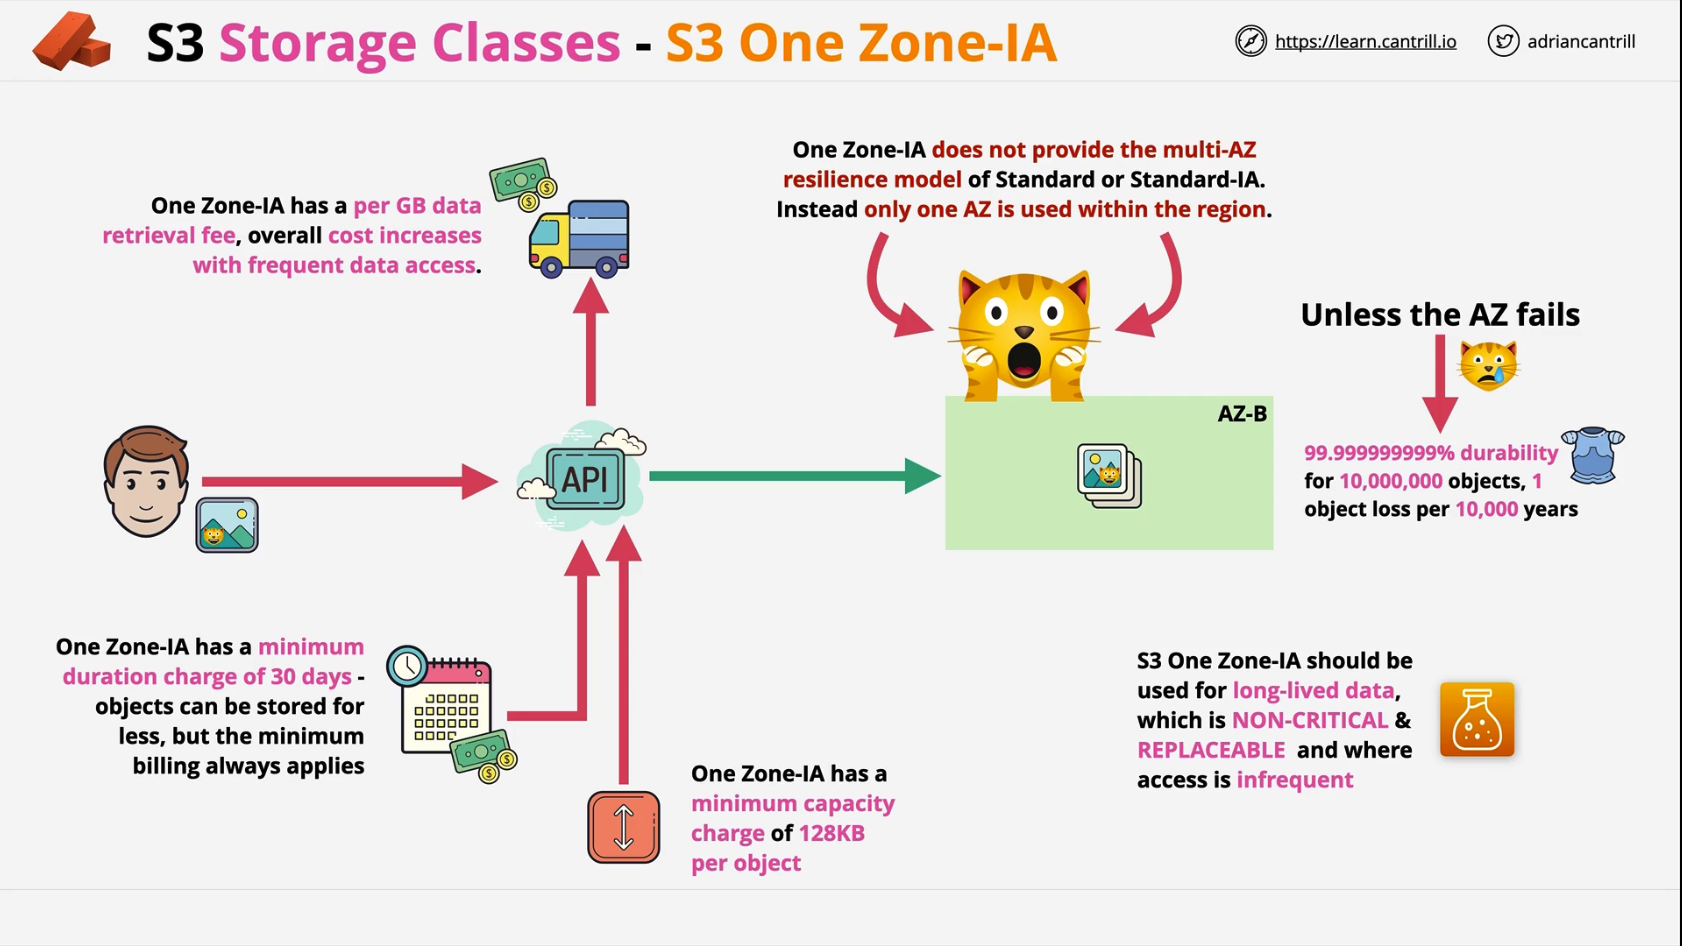 S3 Storage Classes - S3 One Zone-IA
https://learn.cantrill.io
adriancantrill
One Zone-IA has a per GB data
retrieval fee, overall cost increases
with frequent data access.
One Zone-IA does not provide the multi-AZ
resilience model of Standard or Standard-IA.
Instead only one AZ is used within the region.
Unless the AZ fails
99.999999999% durability
for 10,000,000 objects, 1
object loss per 10,000 years
AZ-B
API
One Zone-IA has a minimum
duration charge of 30 days -
objects can be stored for
less, but the minimum
billing always applies
One Zone-IA has a
minimum capacity
charge of 128KB
per object
S3 One Zone-IA should be
used for long-lived data,
which is NON-CRITICAL &
REPLACEABLE and where
access is infrequent